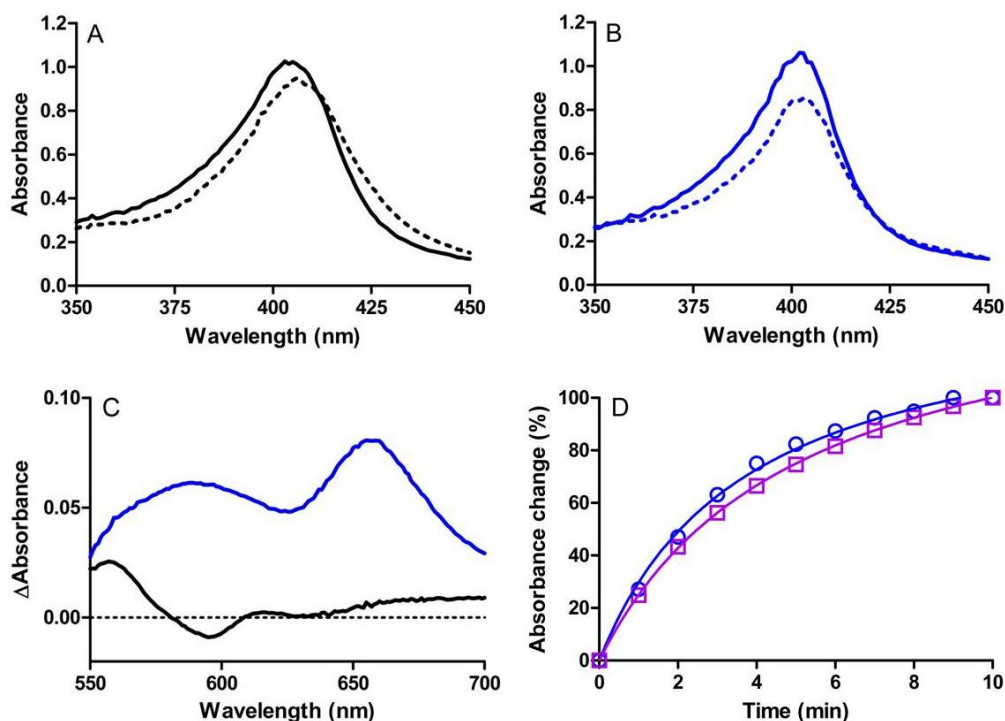 A
1.2
1.0
0.8
0.6
0.4
0.2
0.0
Absorbance
350 375 400 425 450
Wavelength (nm)
B
1.2
1.0
0.8
0.6
0.4
0.2
0.0
Absorbance
350 375 400 425 450
Wavelength (nm)
C
0.10
0.05
0.00
ΔAbsorbance
550 600 650 700
Wavelength (nm)
D
100
80
60
40
20
0
Absorbance change (%)
0 2 4 6 8 10
Time (min)